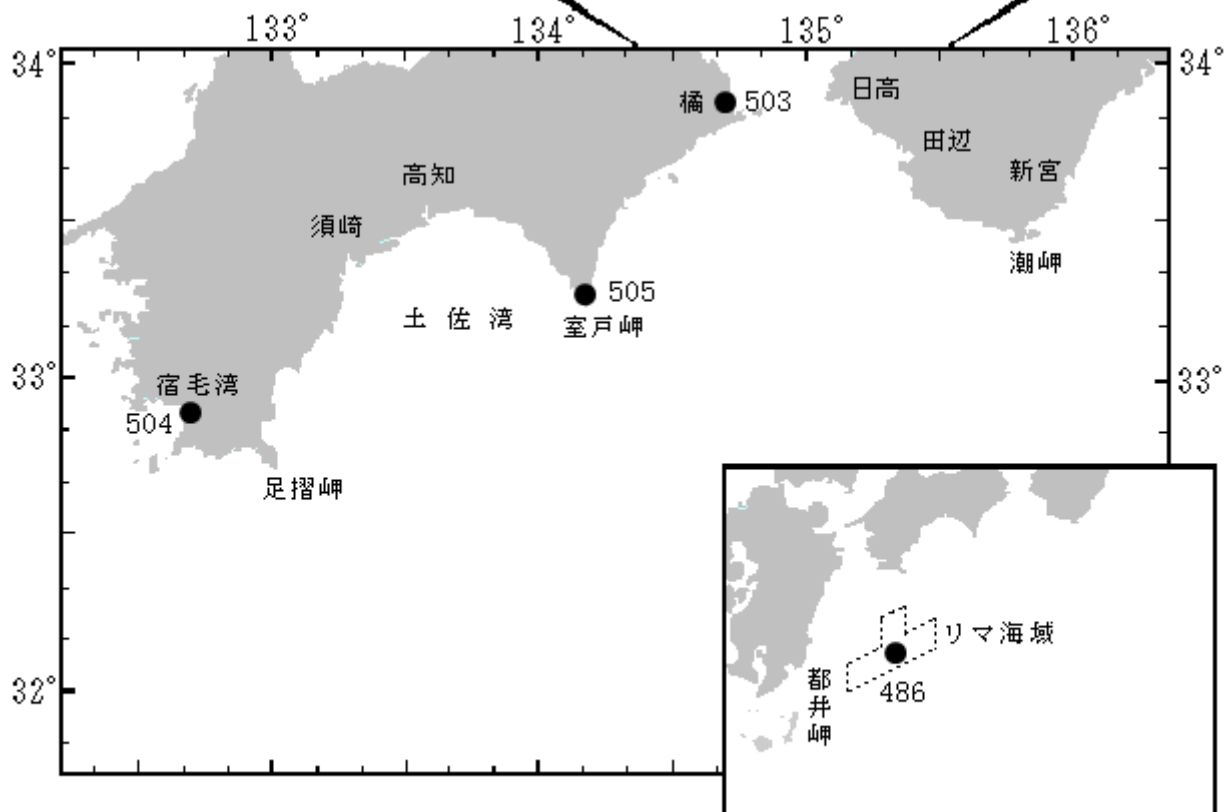 133° 134° 135° 136°
34° 34°
日高
橘 503
田辺
新宮
高知
須崎
潮岬
505
土佐湾
室戸岬
33° 33°
宿毛湾
504
足摺岬
リマ海域
486
都井岬
32°